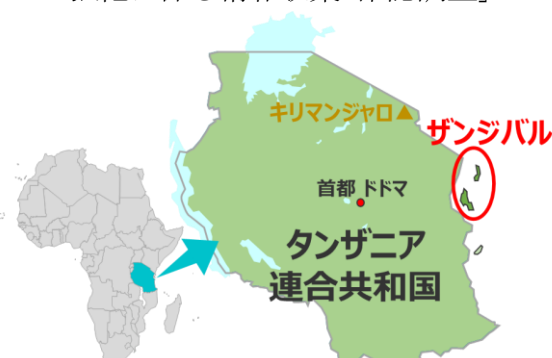 キリマンジャロ▲
ザンジバル
首都 ドドマ
タンザニア
連合共和国